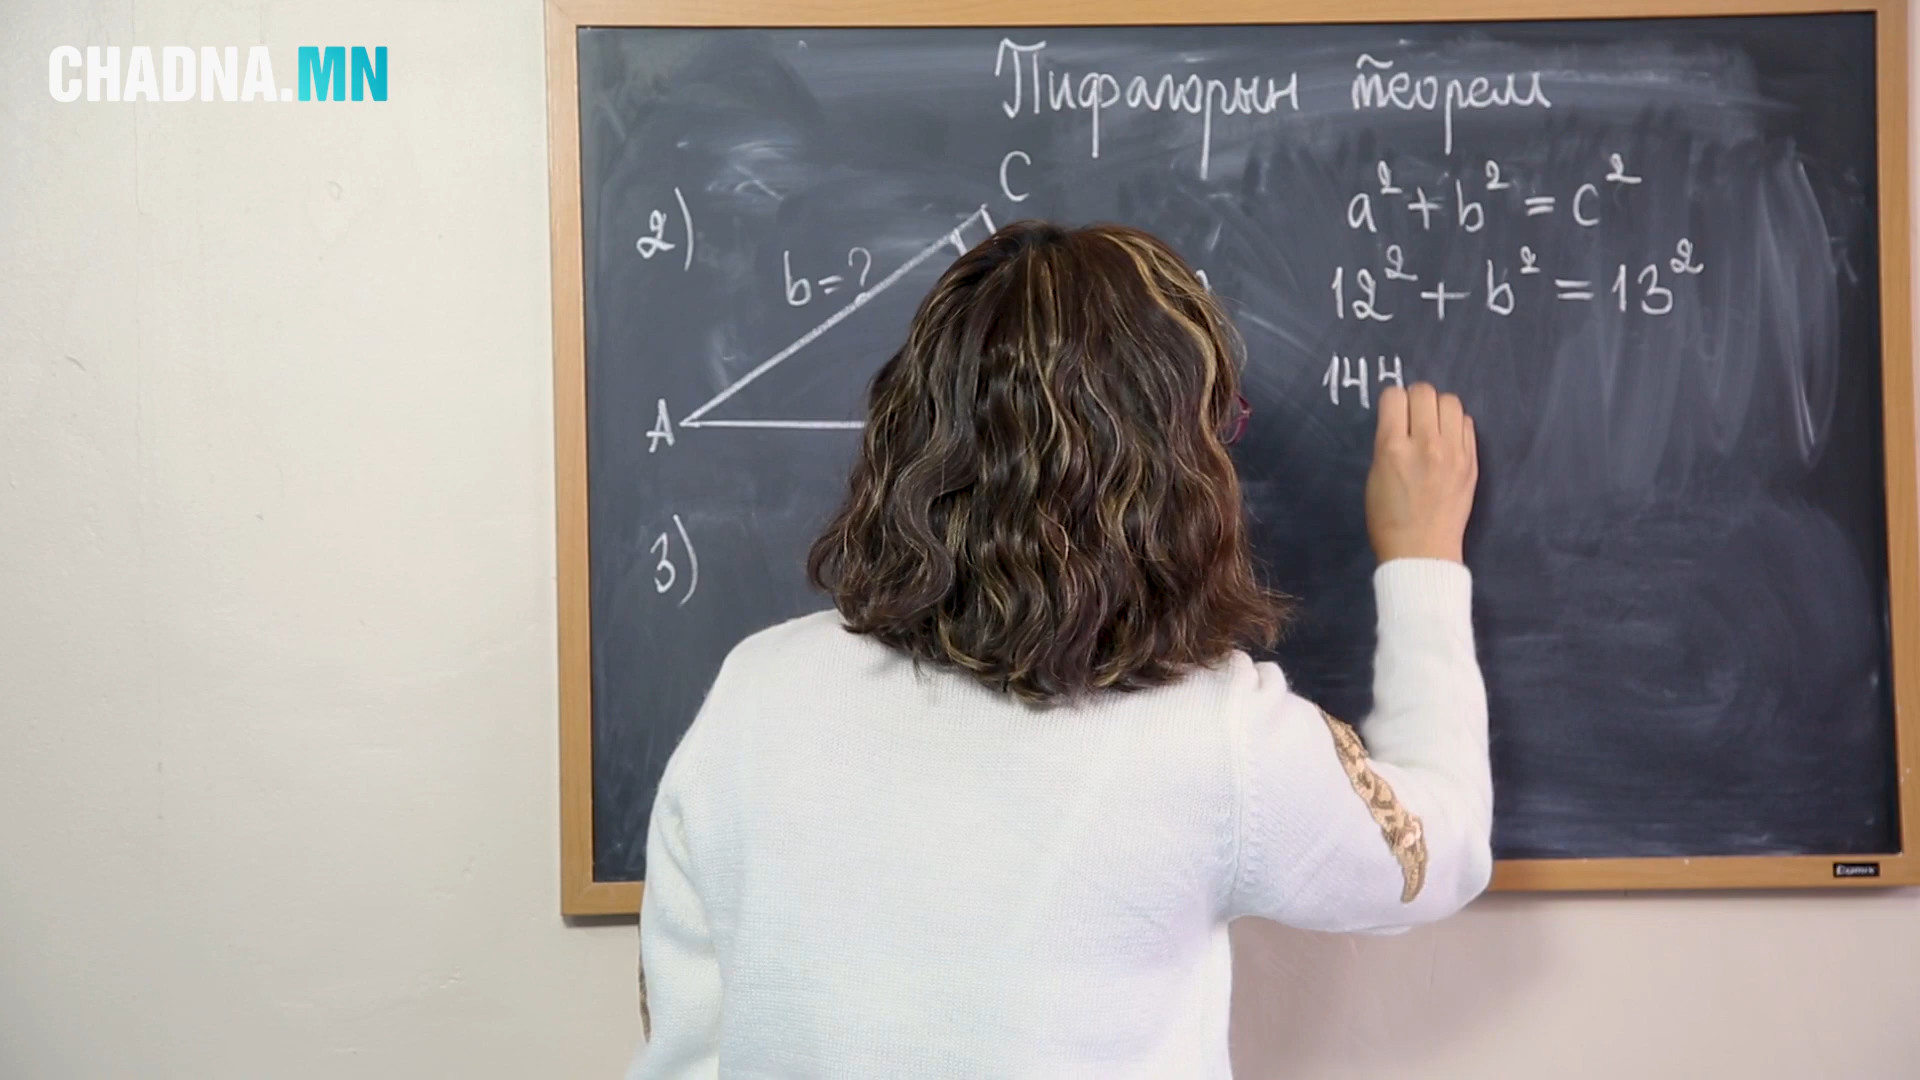 CHADNA.MN
Пифагорын теорем
2)
C
b=?
A
3)
a²+b²=c²
12²+b²=13²
144